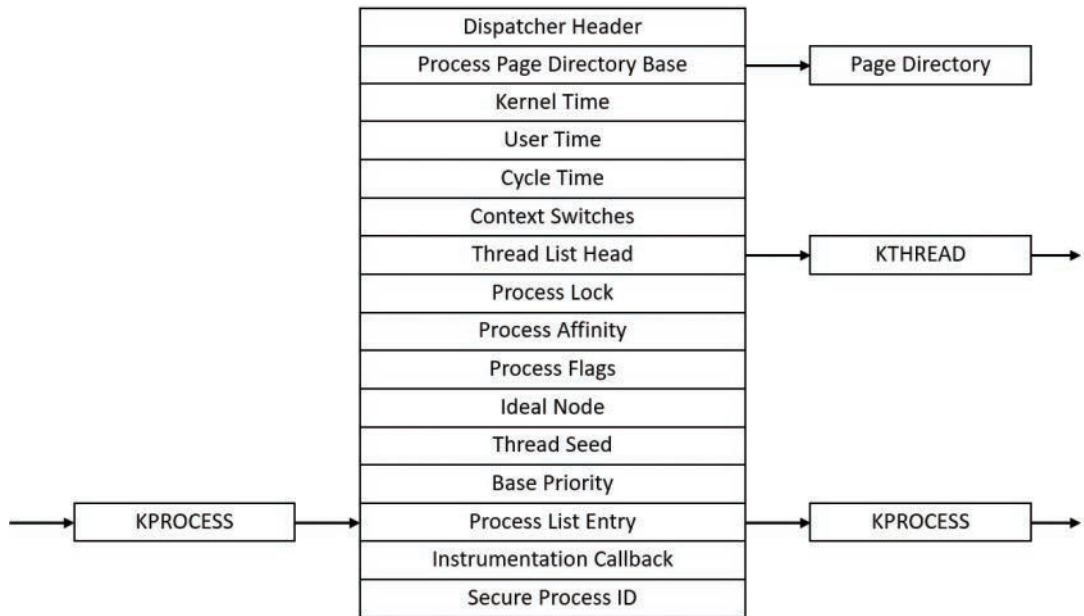 Dispatcher Header
Process Page Directory Base
Page Directory
Kernel Time
User Time
Cycle Time
Context Switches
Thread List Head
KTHREAD
Process Lock
Process Affinity
Process Flags
Ideal Node
Thread Seed
Base Priority
KPROCESS
Process List Entry
KPROCESS
Instrumentation Callback
Secure Process ID